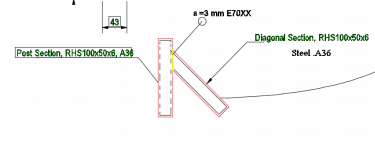 a =3 mm E70XX
43
Diagonal Section, RHS100x50x6
Post Section, RHS100x50x6, A36
Steel .A36